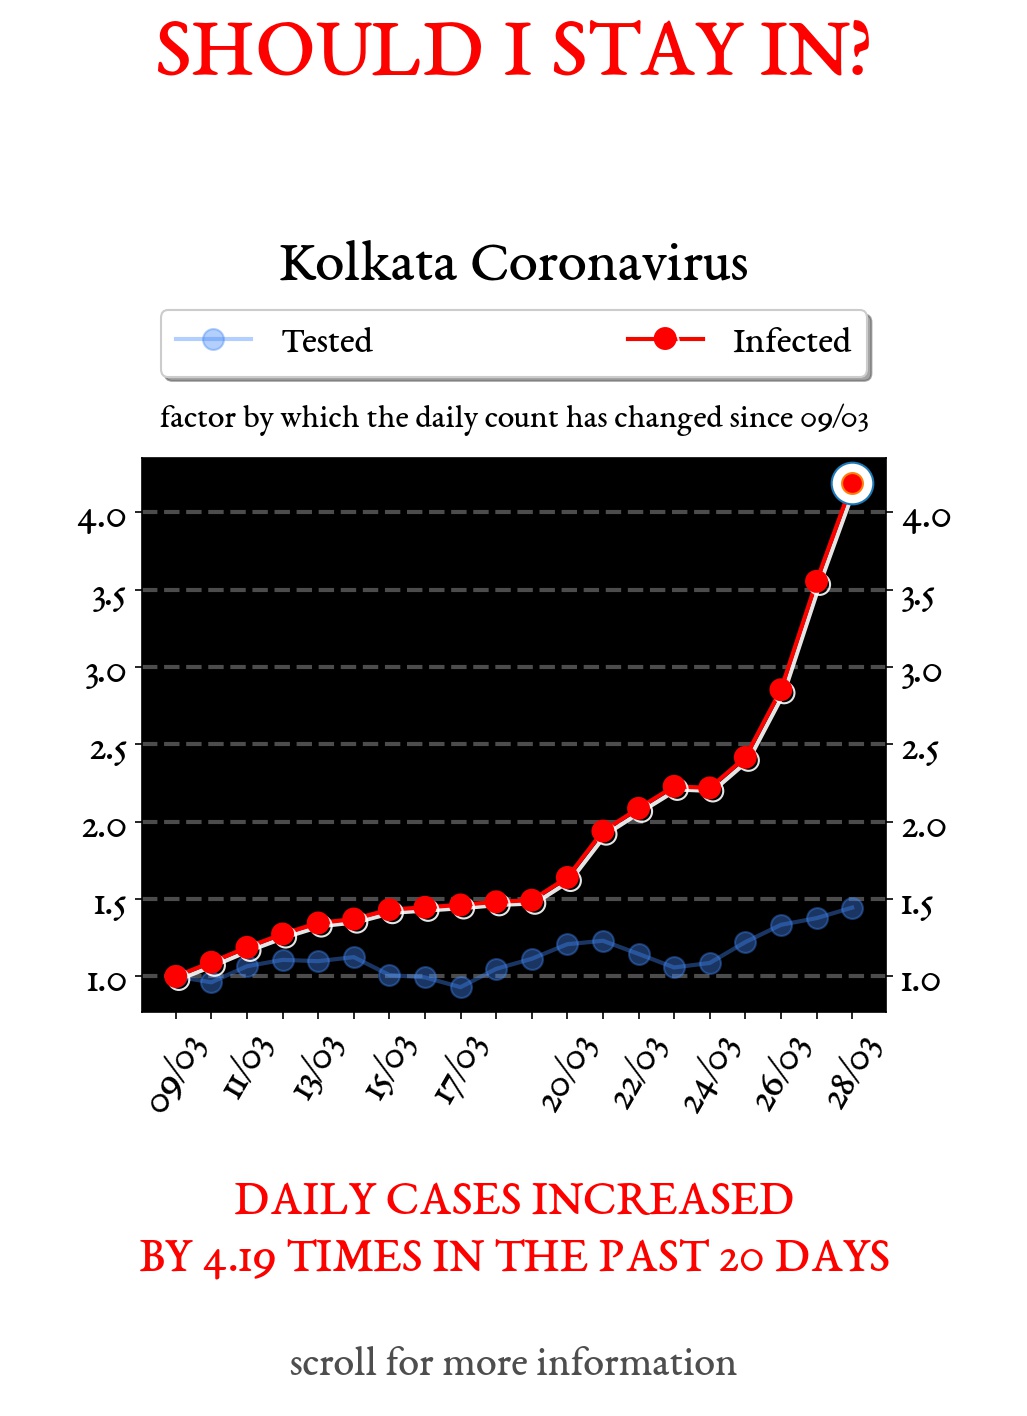 SHOULD I STAY IN?
Kolkata Coronavirus
Tested Infected
factor by which the daily count has changed since 09/03
4.0 4.0
3.5 3.5
3.0 3.0
2.5 2.5
2.0 2.0
1.5 1.5
1.0 1.0
09/03 11/03 13/03 15/03 17/03 20/03 22/03 24/03 26/03 28/03
DAILY CASES INCREASED
BY 4.19 TIMES IN THE PAST 20 DAYS
scroll for more information